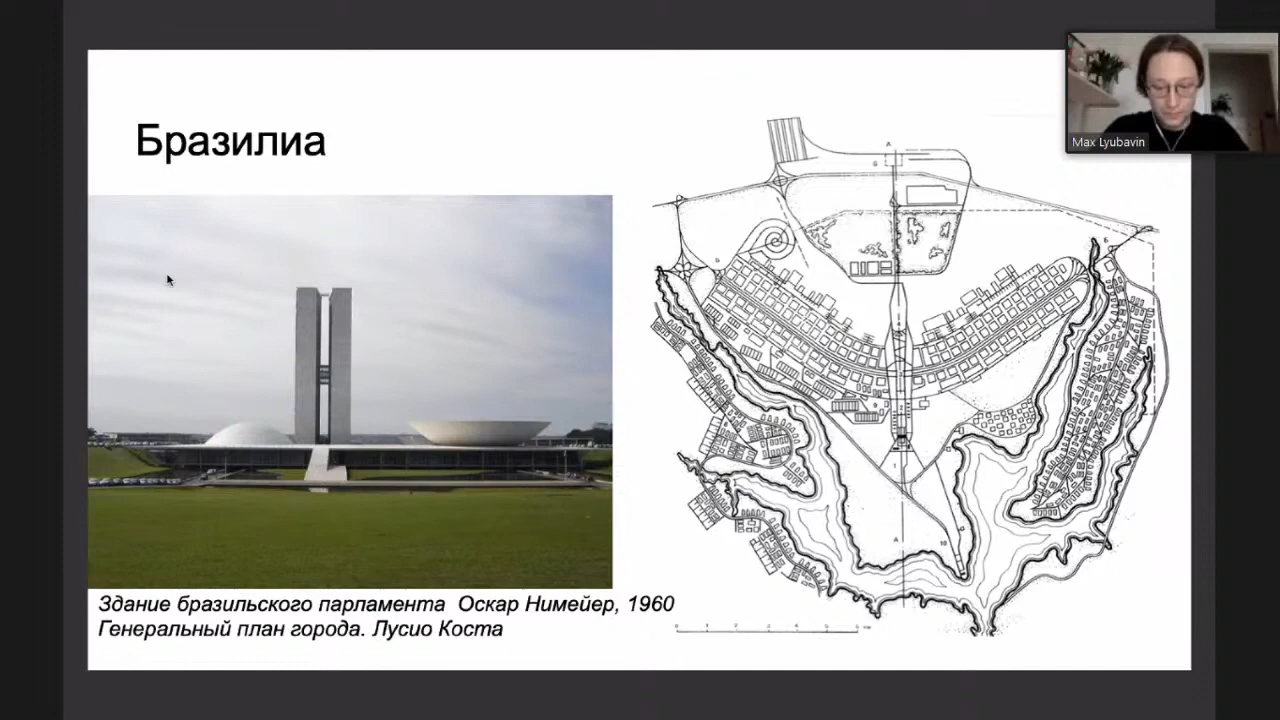 Бразилиа
Max Lyubavin
Здание бразильского парламента Оскар Нимейер, 1960
Генеральный план города. Лусио Коста